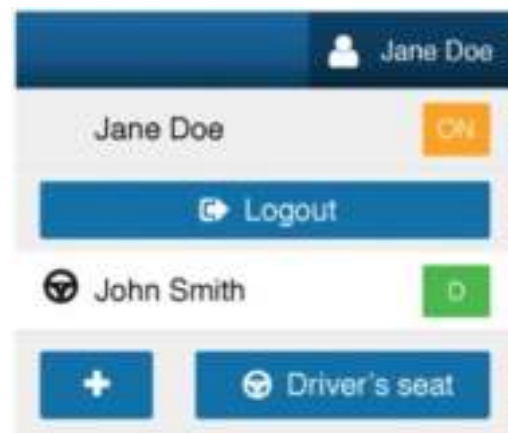 Jane Doe
Jane Doe ON
Logout
John Smith D
Driver's seat